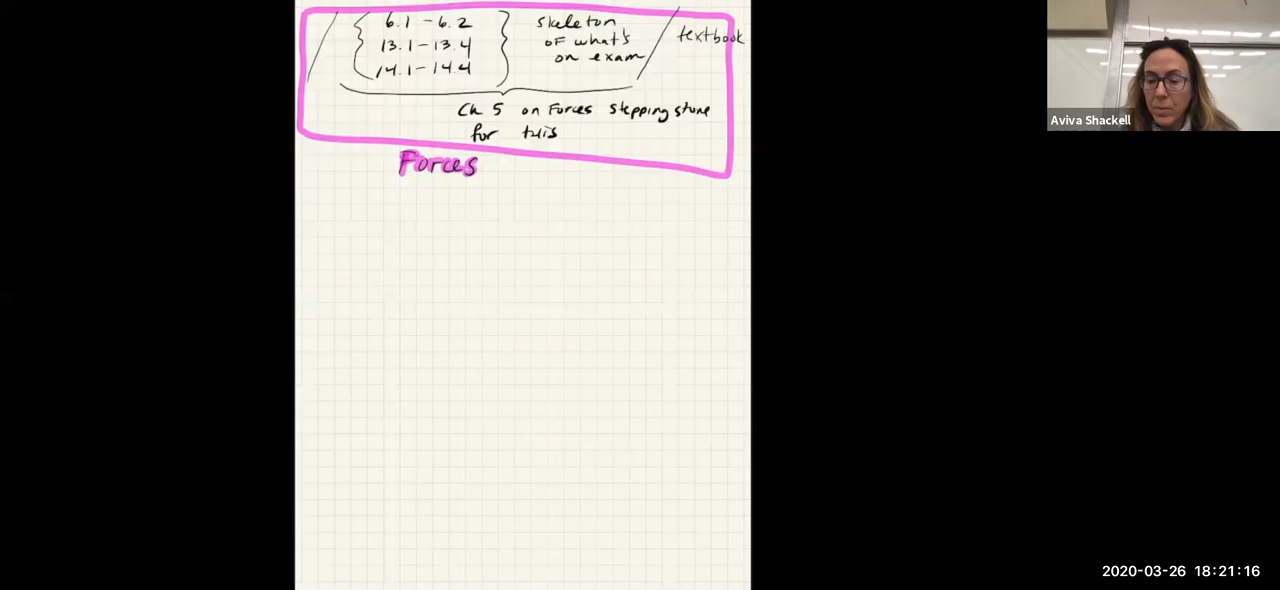 6.1 - 6.2
13.1 - 13.4
14.1 - 14.4
skeleton
of what's
on exam
textbook
Ch 5 on Forces stepping stone
for this
Forces
Aviva Shackell
2020-03-26 18:21:16